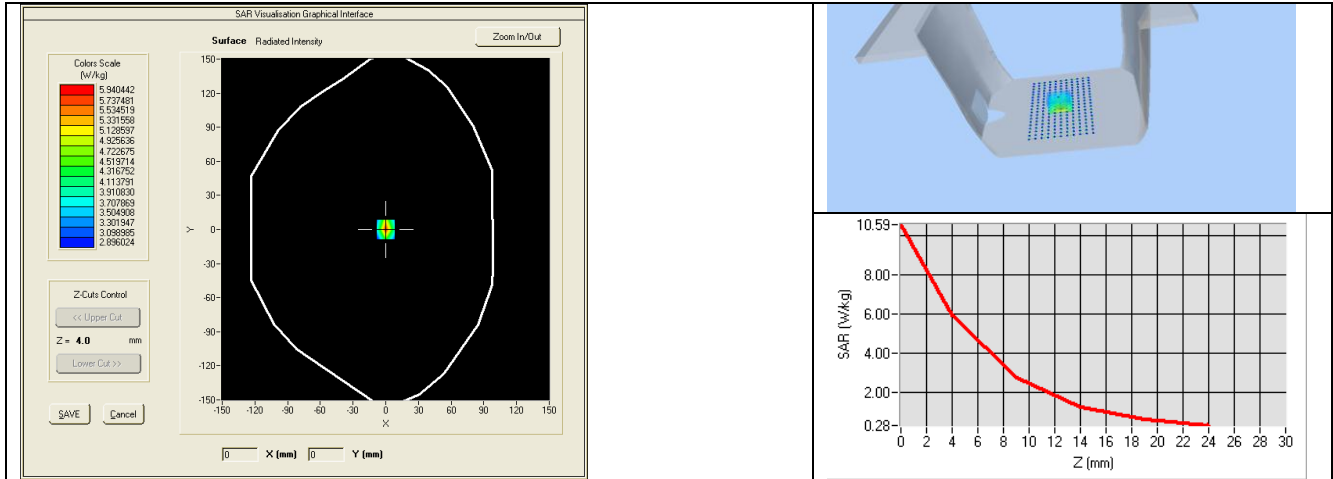 SAR Visualisation Graphical Interface
Surface Radiated Intensity
Zoom In/Out
Colors Scale
(W/kg)
5.940442
5.737481
5.534519
5.331558
5.128597
4.925636
4.722675
4.519714
4.316752
4.113791
3.910830
3.707869
3.504908
3.301947
3.098985
2.896024
Z-Cuts Control
<< Upper Cut
Z = 4.0 mm
Lower Cut >>
SAVE
Cancel
150-
120-
90-
60-
30-
0-
-30-
-60-
-90-
-120-
-150-
Y
-150 -120 -90 -60 -30 0 30 60 90 120 150
X
0 X (mm) 0 Y (mm)
10.59-
8.00-
6.00-
4.00-
2.00-
0.28-
SAR (W/kg)
0 2 4 6 8 10 12 14 16 18 20 22 24 26 28 30
Z (mm)